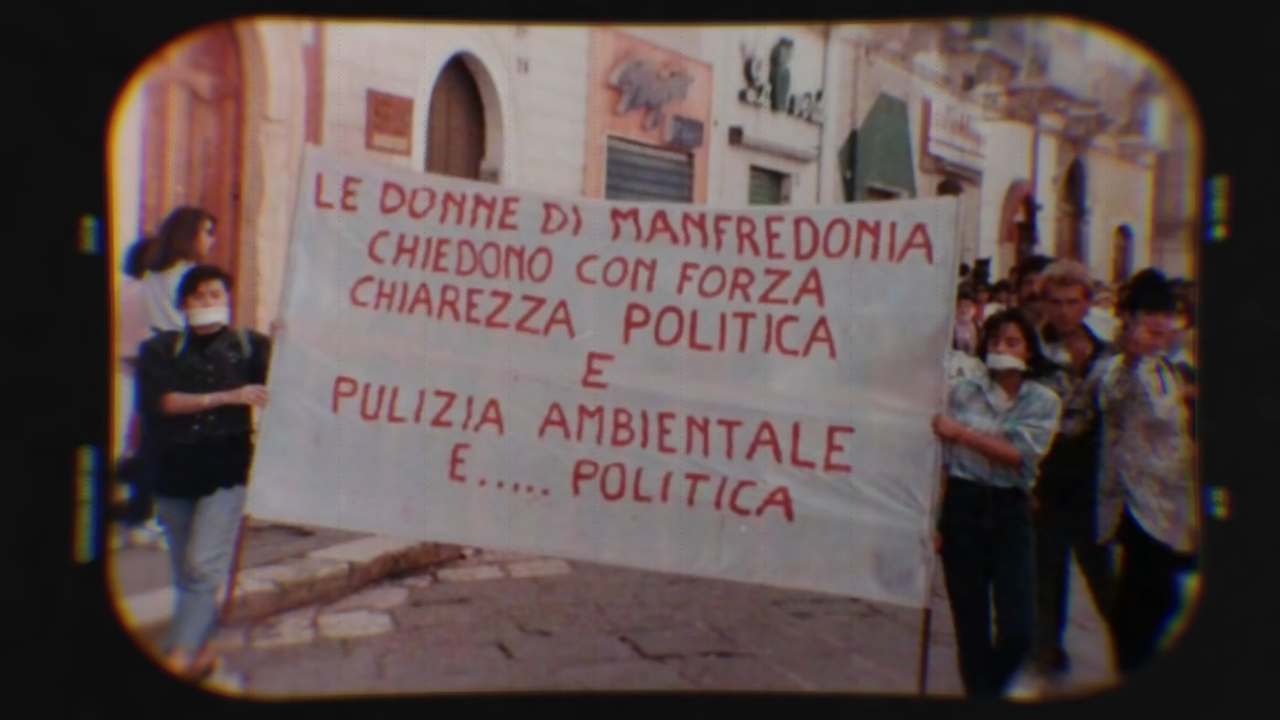 LE DONNE DI MANFREDONIA
CHIEDONO CON FORZA
CHIAREZZA POLITICA
E
PULIZIA AMBIENTALE
E..... POLITICA